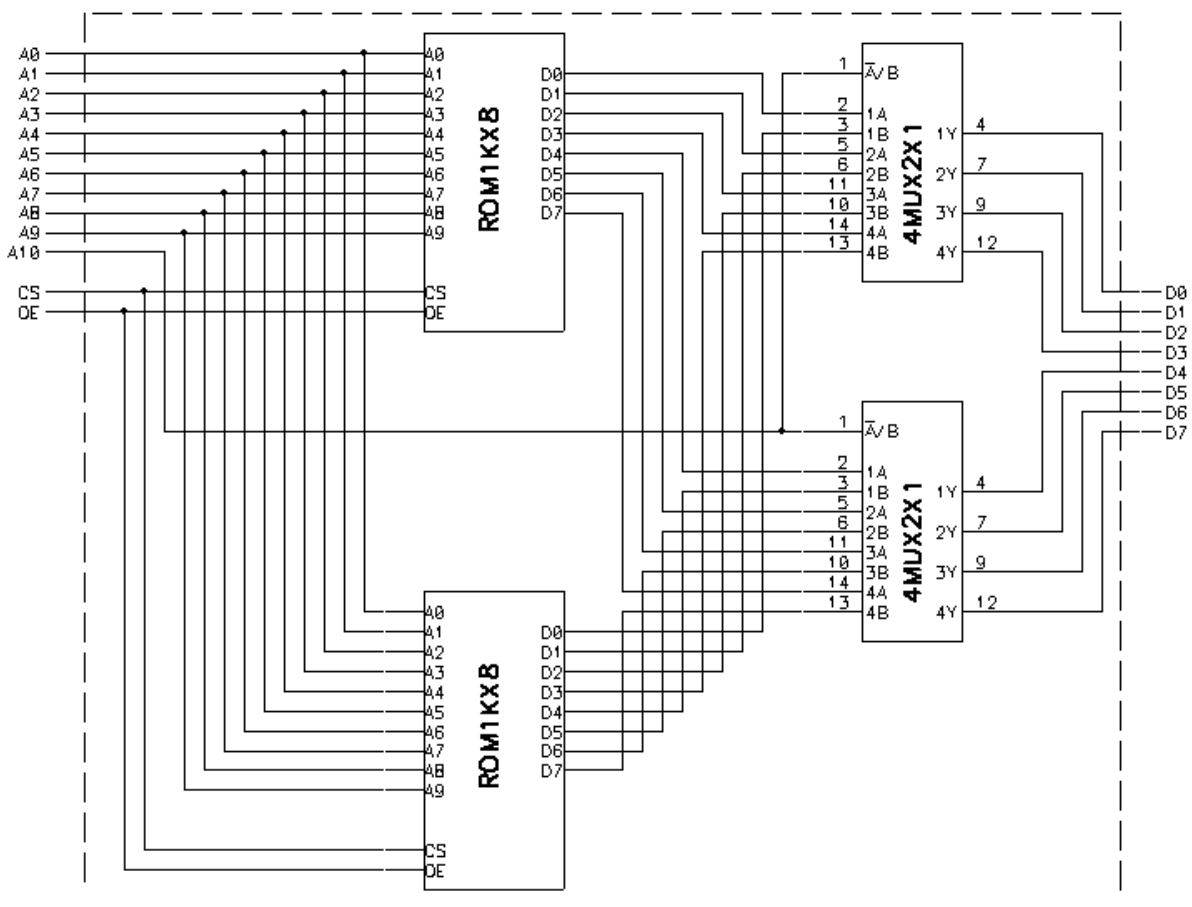 A0
A1
A2
A3
A4
A5
A6
A7
A8
A9
A10
CS
OE
A0
A1
A2
A3
A4
A5
A6
A7
A8
A9
CS
OE
ROM1KX8
D0
D1
D2
D3
D4
D5
D6
D7
1 A̅/B
2 1A
3 1B
5 2A
6 2B
11 3A
10 3B
14 4A
13 4B
4MUX2X1
1Y 4
2Y 7
3Y 9
4Y 12
D0
D1
D2
D3
D4
D5
D6
D7
1 A̅/B
2 1A
3 1B
5 2A
6 2B
11 3A
10 3B
14 4A
13 4B
4MUX2X1
1Y 4
2Y 7
3Y 9
4Y 12
A0
A1
A2
A3
A4
A5
A6
A7
A8
A9
CS
OE
ROM1KX8
D0
D1
D2
D3
D4
D5
D6
D7